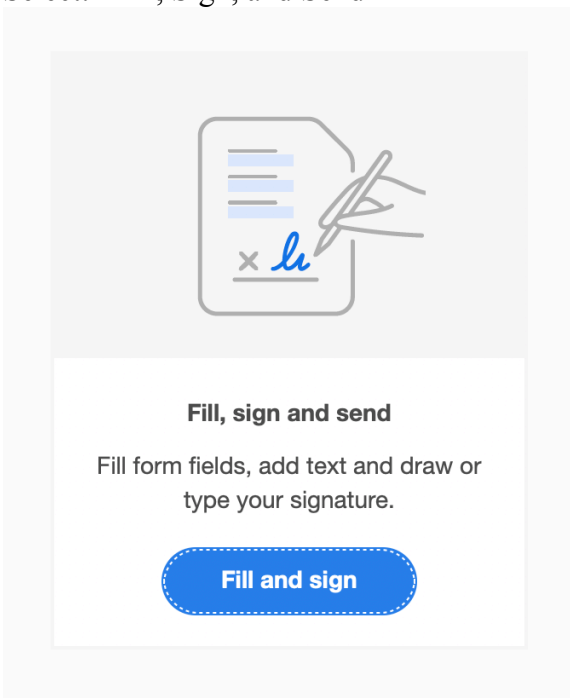 Fill, sign and send
Fill form fields, add text and draw or
type your signature.
Fill and sign